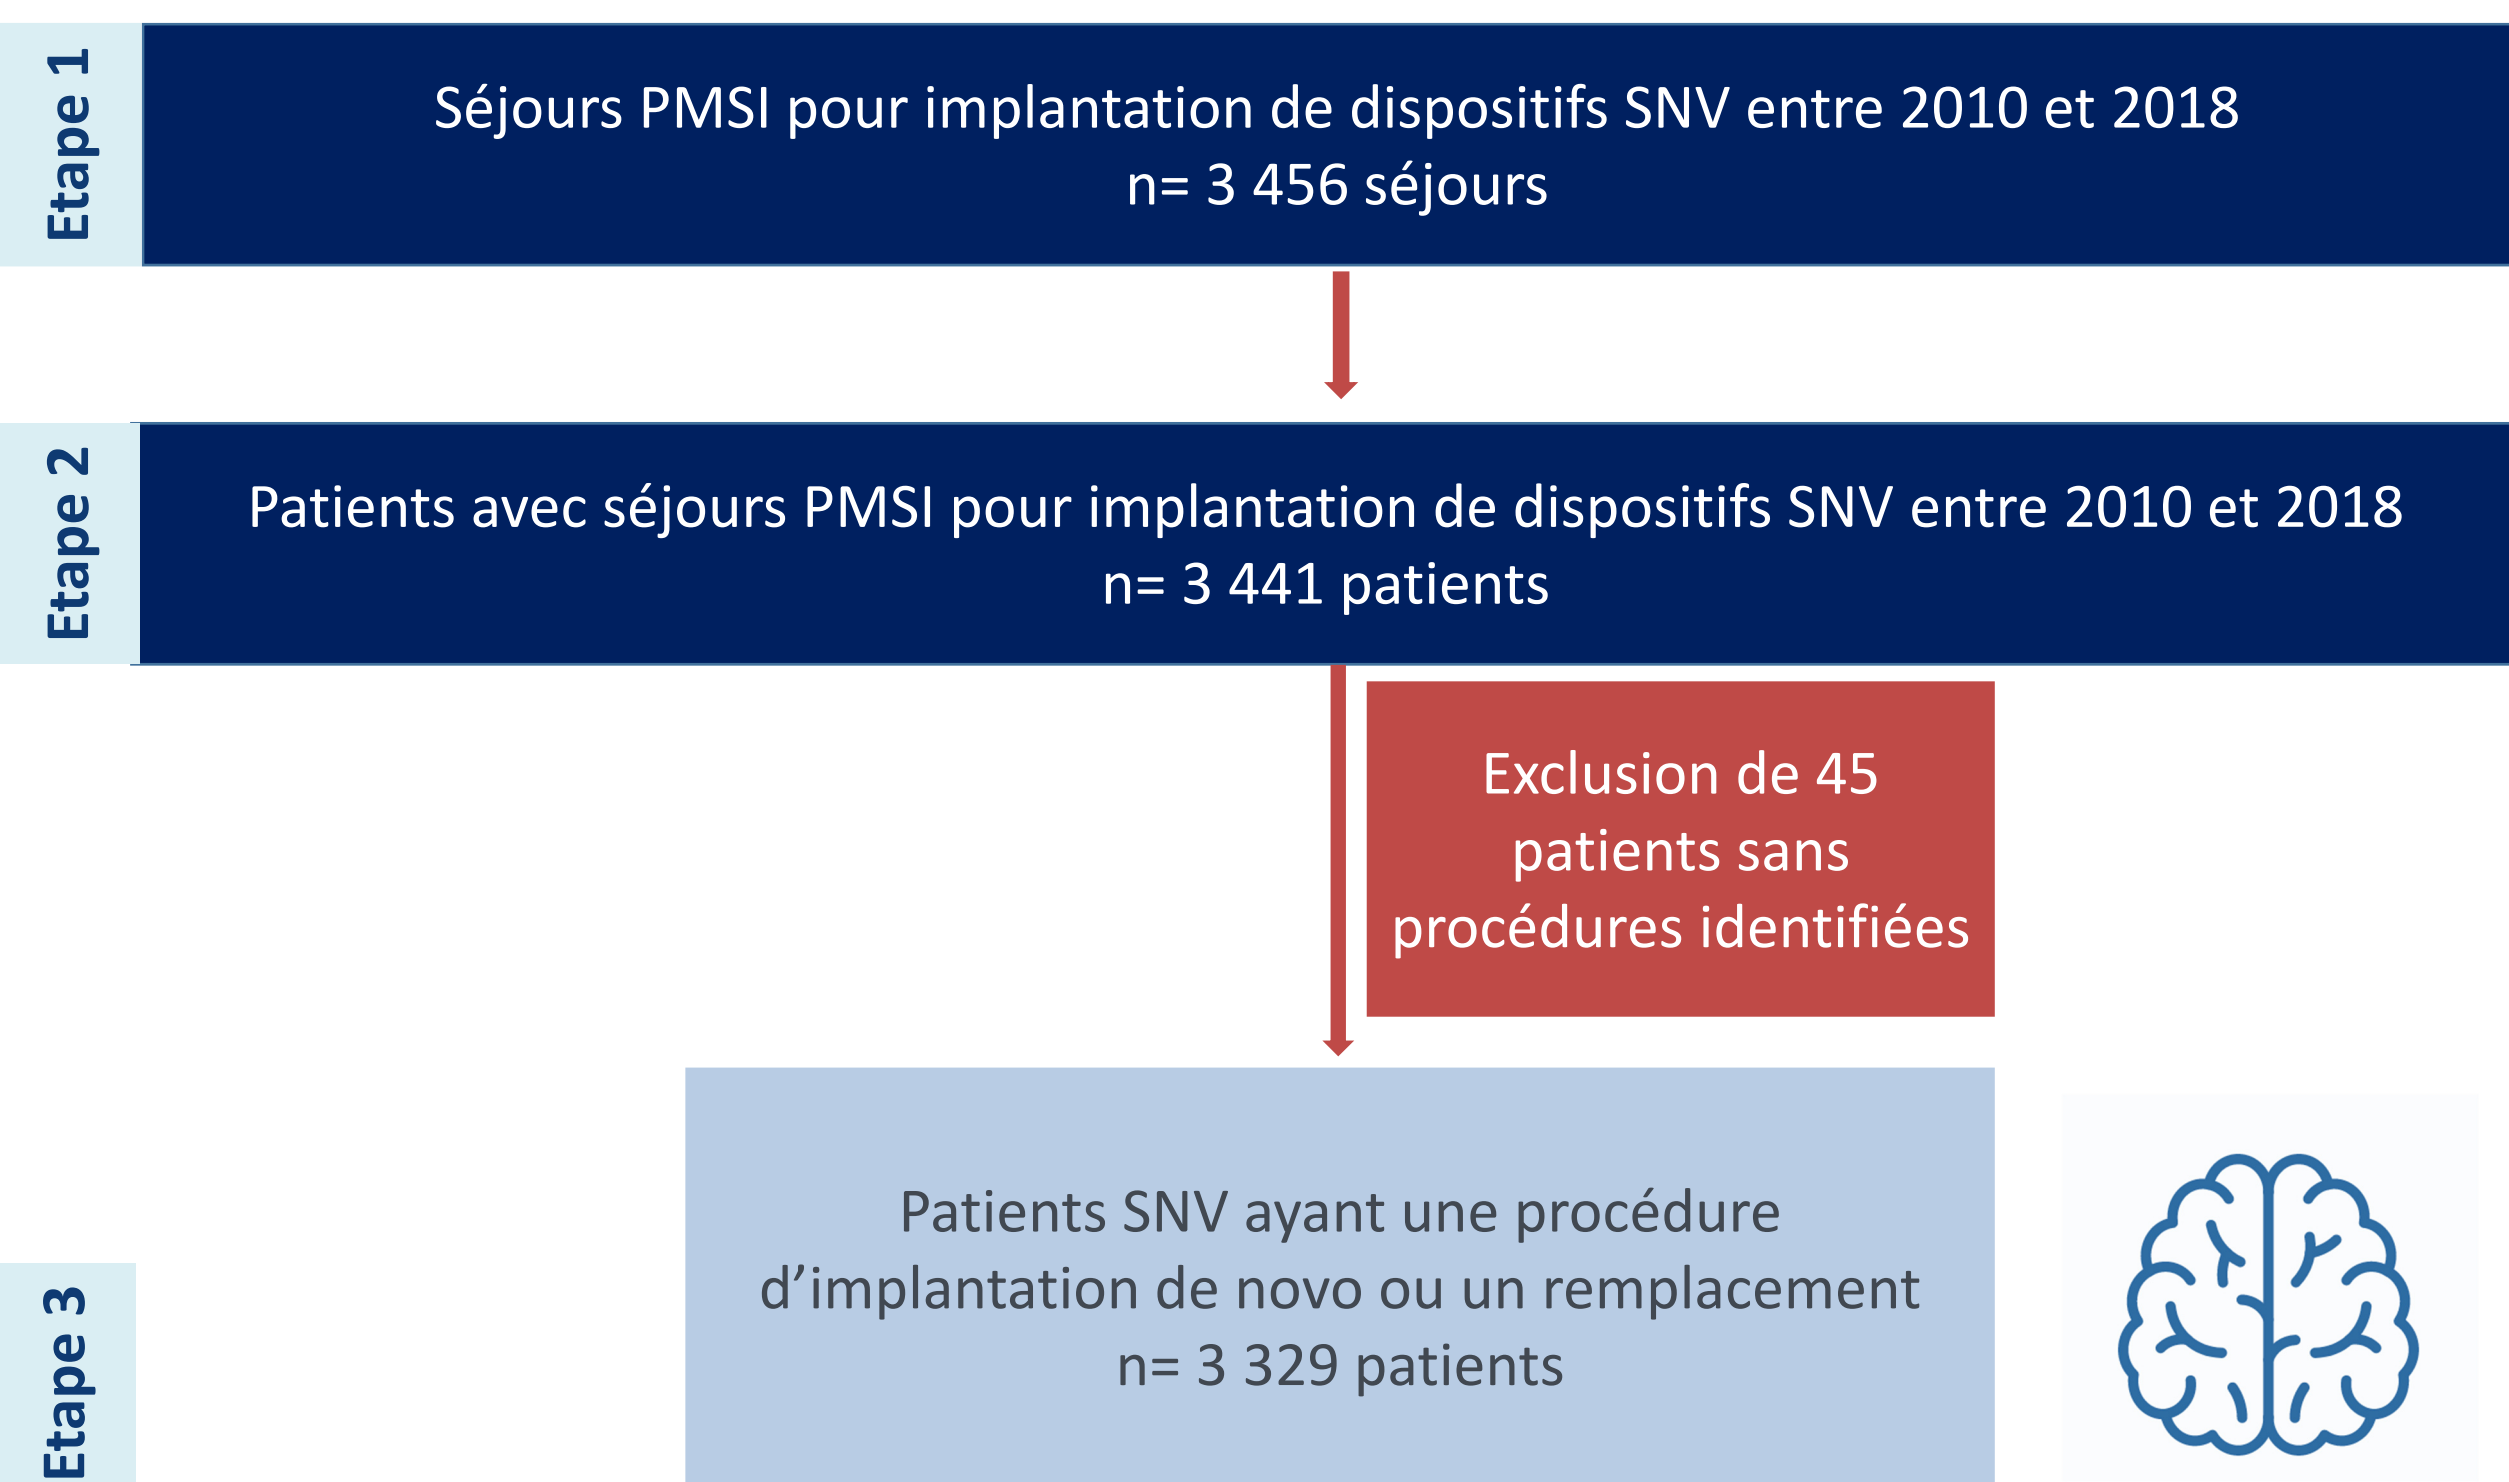 Etape 1
Séjours PMSI pour implantation de dispositifs SNV entre 2010 et 2018
n= 3 456 séjours
Etape 2
Patients avec séjours PMSI pour implantation de dispositifs SNV entre 2010 et 2018
n= 3 441 patients
Exclusion de 45
patients sans
procédures identifiées
Etape 3
Patients SNV ayant une procédure
d’implantation de novo ou un remplacement
n= 3 329 patients